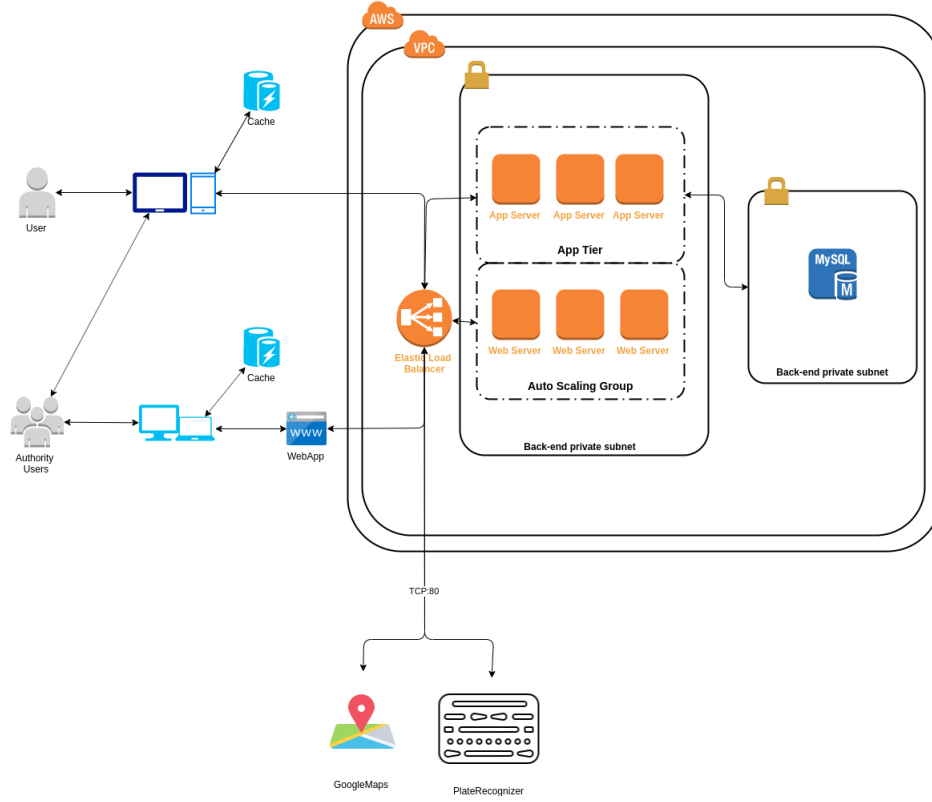 AWS
VPC
Cache
User
App Server
App Server
App Server
App Tier
MySQL
M
Elastic Load
Balancer
Web Server
Web Server
Web Server
Auto Scaling Group
Back-end private subnet
Back-end private subnet
Cache
Authority
Users
WWW
WebApp
TCP:80
GoogleMaps
PlateRecognizer